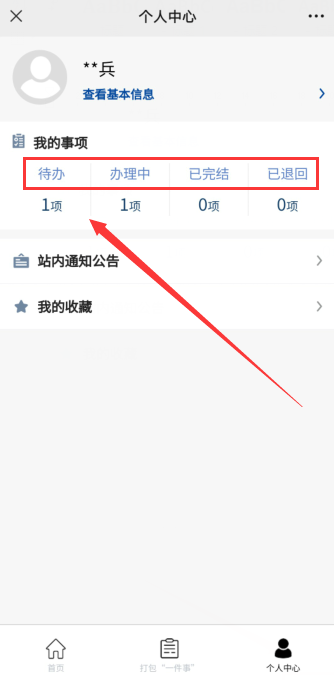 个人中心
**兵
查看基本信息
我的事项
待办 办理中 已完结 已退回
1项 1项 0项 0项
站内通知公告
我的收藏
首页 打包“一件事” 个人中心